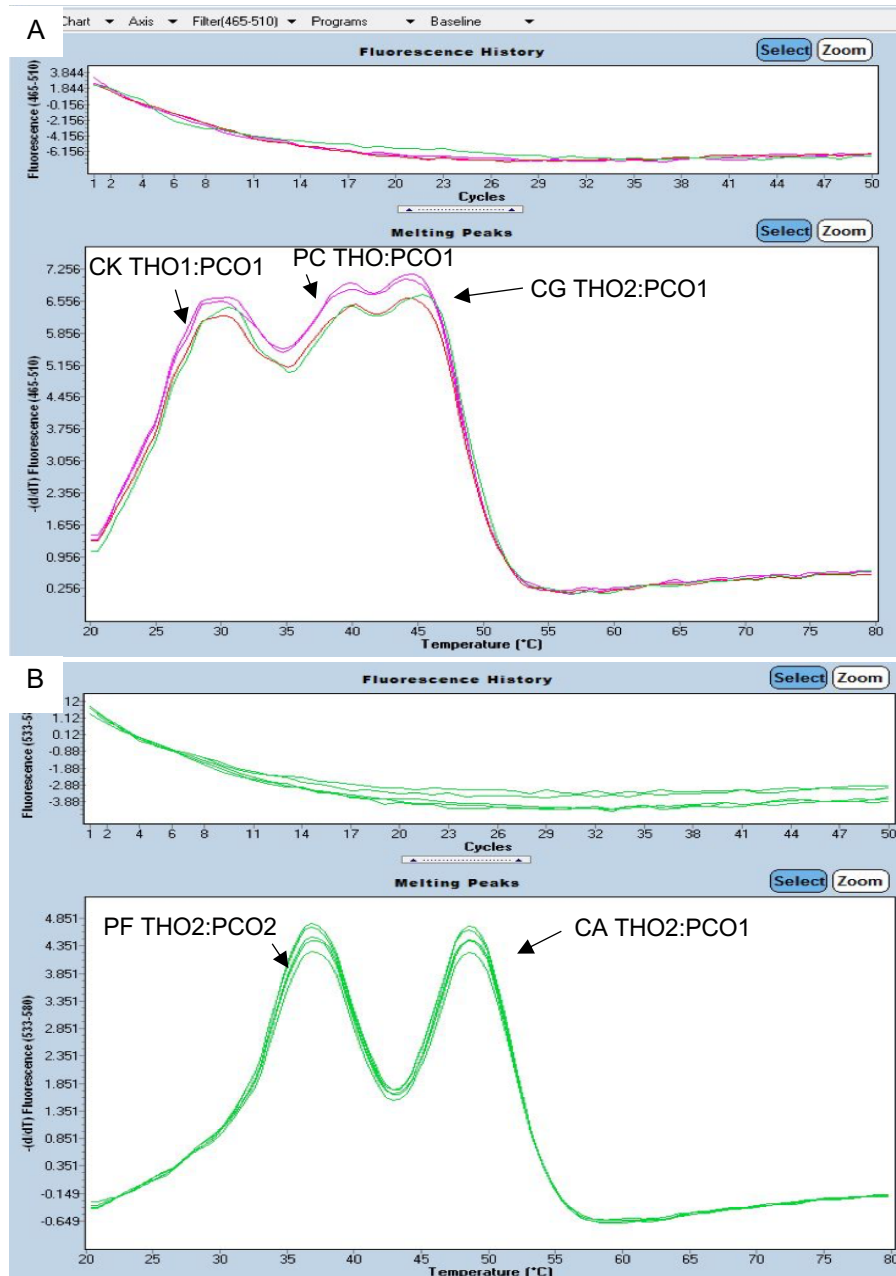 A
Chart Axis Filter(465-510) Programs Baseline
Fluorescence History
Select Zoom
Fluorescence (465-510)
3.844
1.844
-0.156
-2.156
-4.156
-6.156
1 2 4 6 8 11 14 17 20 23 26 29 32 35 38 41 44 47 50
Cycles
Melting Peaks
Select Zoom
CK THO1:PCO1
PC THO:PCO1
CG THO2:PCO1
-(d/dT) Fluorescence (465-510)
7.256
6.556
5.856
5.156
4.456
3.756
3.056
2.356
1.656
0.956
0.256
20 25 30 35 40 45 50 55 60 65 70 75 80
Temperature (°C)
B
Fluorescence History
Select Zoom
Fluorescence (533-58
12
1.12
0.12
-0.88
-1.88
-2.88
-3.88
1 2 4 6 8 11 14 17 20 23 26 29 32 35 38 41 44 47 50
Cycles
Melting Peaks
Select Zoom
PF THO2:PCO2
CA THO2:PCO1
-(d/dT) Fluorescence (533-580)
4.851
4.351
3.851
3.351
2.851
2.351
1.851
1.351
0.851
0.351
-0.149
-0.649
20 25 30 35 40 45 50 55 60 65 70 75 80
Temperature (°C)